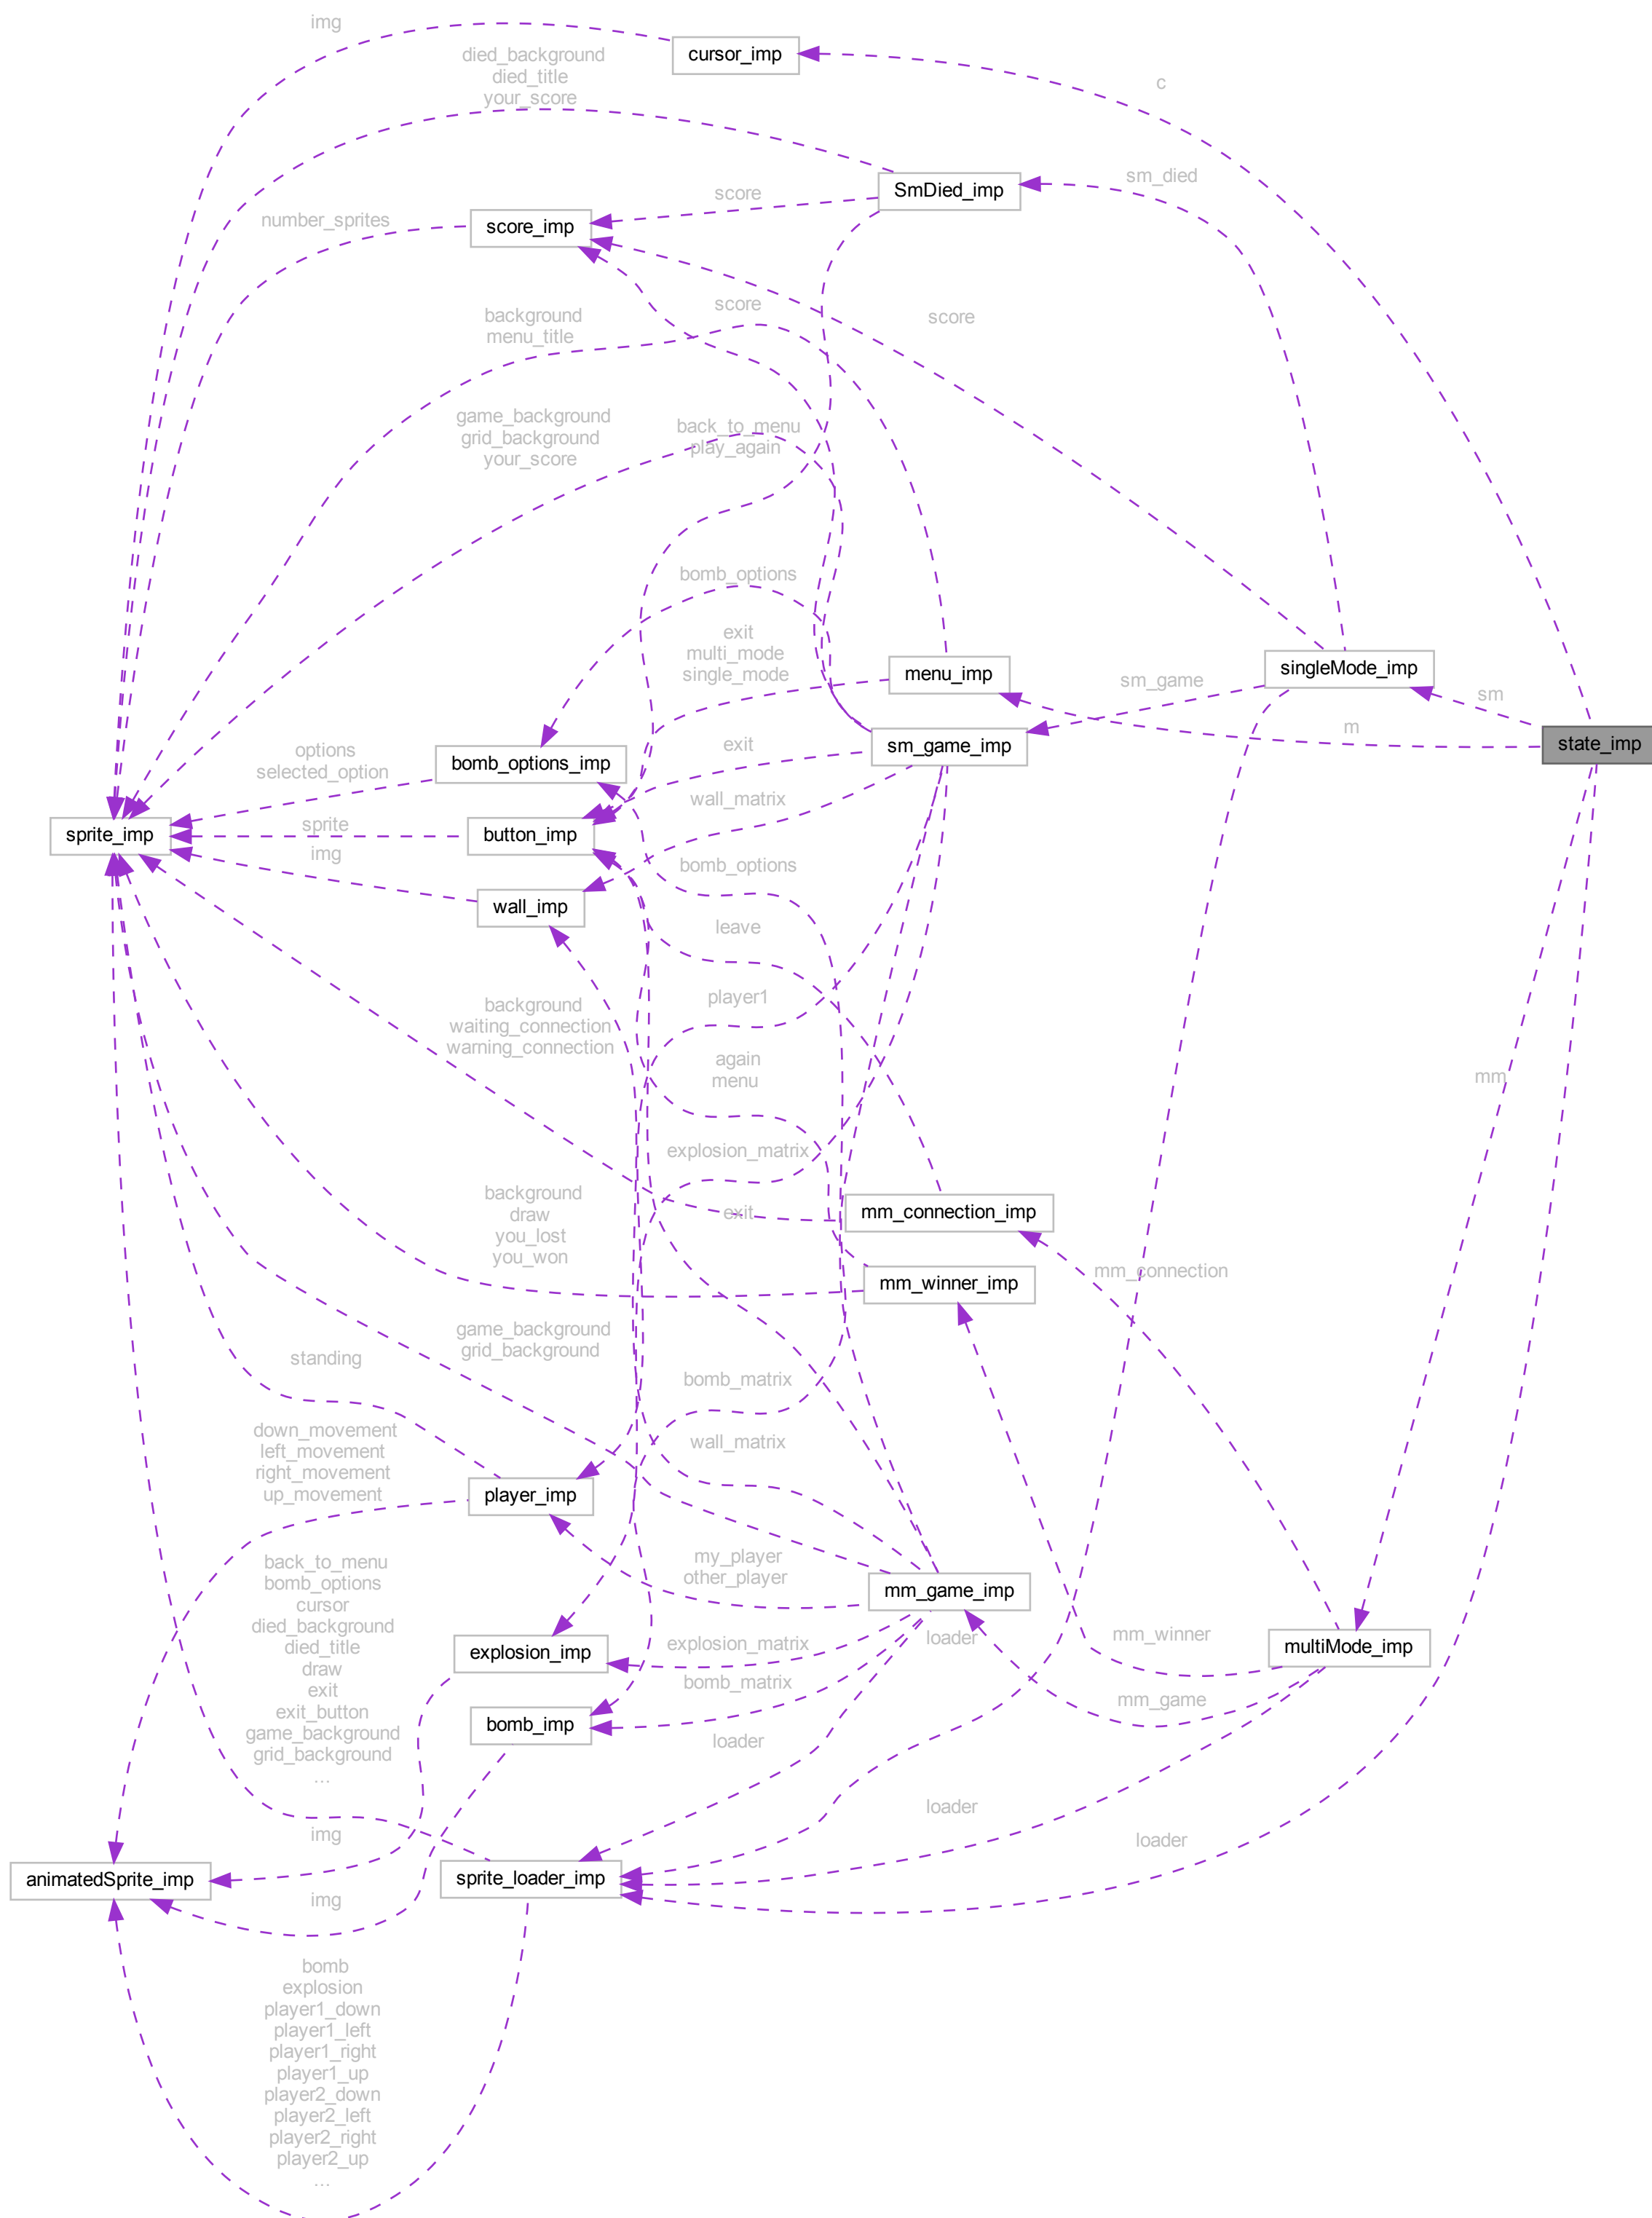 img
cursor_imp
died_background
died_title
your_score
c
sm_died
SmDied_imp
score
number_sprites
score_imp
background
menu_title
score
score
game_background
grid_background
your_score
back_to_menu
play_again
bomb_options
exit
multi_mode
single_mode
menu_imp
singleMode_imp
sm_game
sm
m
state_imp
options
selected_option
bomb_options_imp
exit
sm_game_imp
wall_matrix
sprite_imp
sprite
button_imp
img
bomb_options
wall_imp
leave
player1
background
waiting_connection
warning_connection
again
menu
mm
explosion_matrix
background
draw
you_lost
you_won
exit
mm_connection_imp
mm_connection
mm_winner_imp
game_background
grid_background
standing
bomb_matrix
wall_matrix
down_movement
left_movement
right_movement
up_movement
player_imp
my_player
other_player
mm_game_imp
back_to_menu
bomb_options
cursor
died_background
died_title
draw
exit
exit_button
game_background
grid_background
...
explosion_imp
explosion_matrix
loader
mm_winner
multiMode_imp
bomb_matrix
bomb_imp
mm_game
loader
loader
loader
img
animatedSprite_imp
sprite_loader_imp
img
bomb
explosion
player1_down
player1_left
player1_right
player1_up
player2_down
player2_left
player2_right
player2_up
...